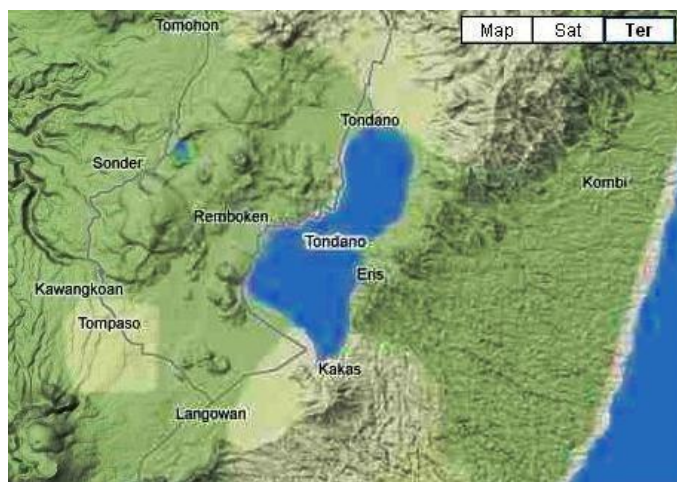 Tomohon
Map Sat Ter
Tondano
Sonder
Kombi
Remboken
Tondano
Eris
Kawangkoan
Tompaso
Kakas
Langowan